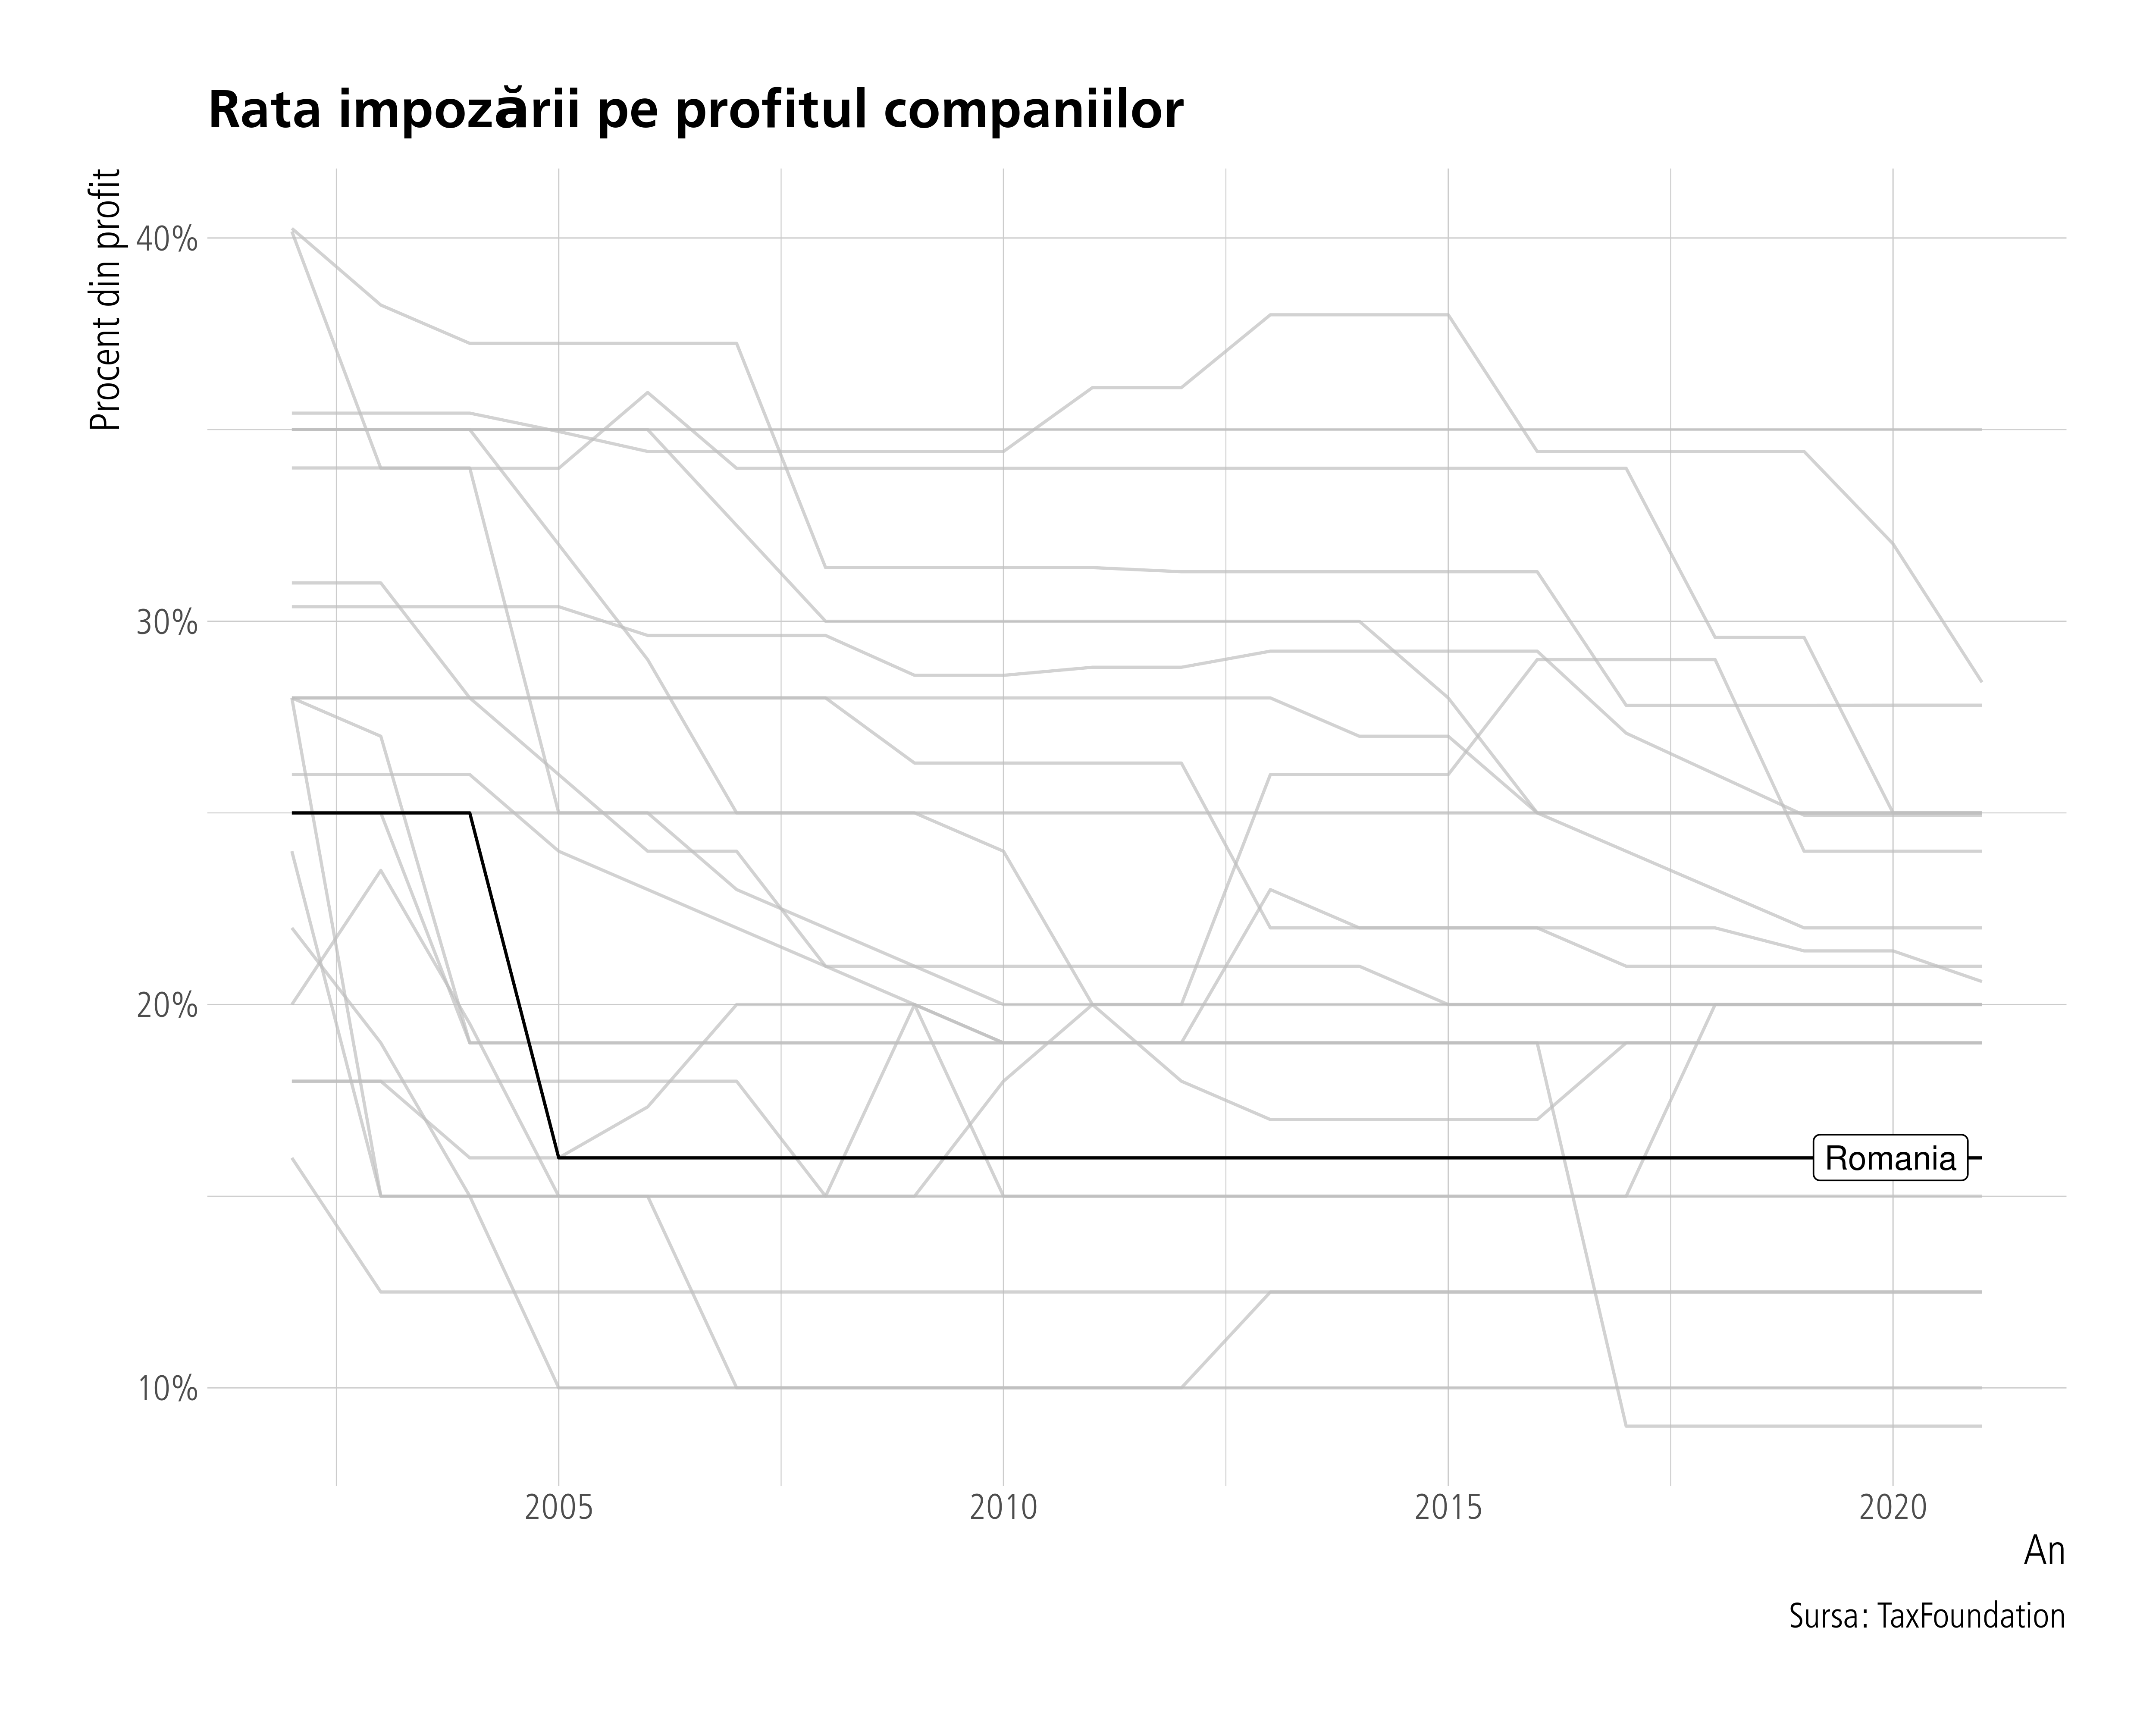 Rata impozării pe profitul companiilor
Procent din profit
40%
30%
20%
10%
Romania
2005
2010
2015
2020
An
Sursa: TaxFoundation